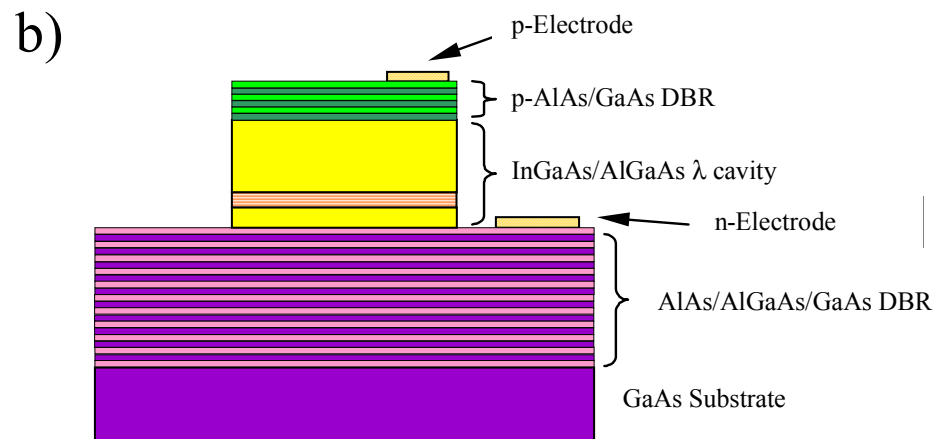 b)
p-Electrode
p-AlAs/GaAs DBR
InGaAs/AlGaAs λ cavity
n-Electrode
AlAs/AlGaAs/GaAs DBR
GaAs Substrate